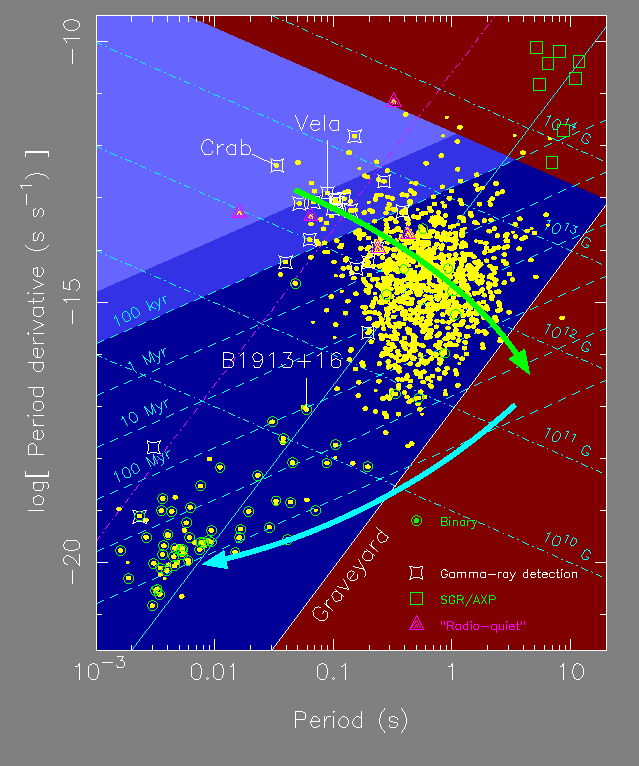 −10
10¹⁴ G
Vela
Crab
10¹³ G
log[ Period derivative (s s⁻¹) ]
−15
100 kyr
10¹² G
1 Myr
B1913+16
10 Myr
10¹¹ G
100 Myr
Binary
10¹⁰ G
−20
Gamma-ray detection
Graveyard
SGR/AXP
"Radio-quiet"
10⁻³
0.01
0.1
1
10
Period (s)